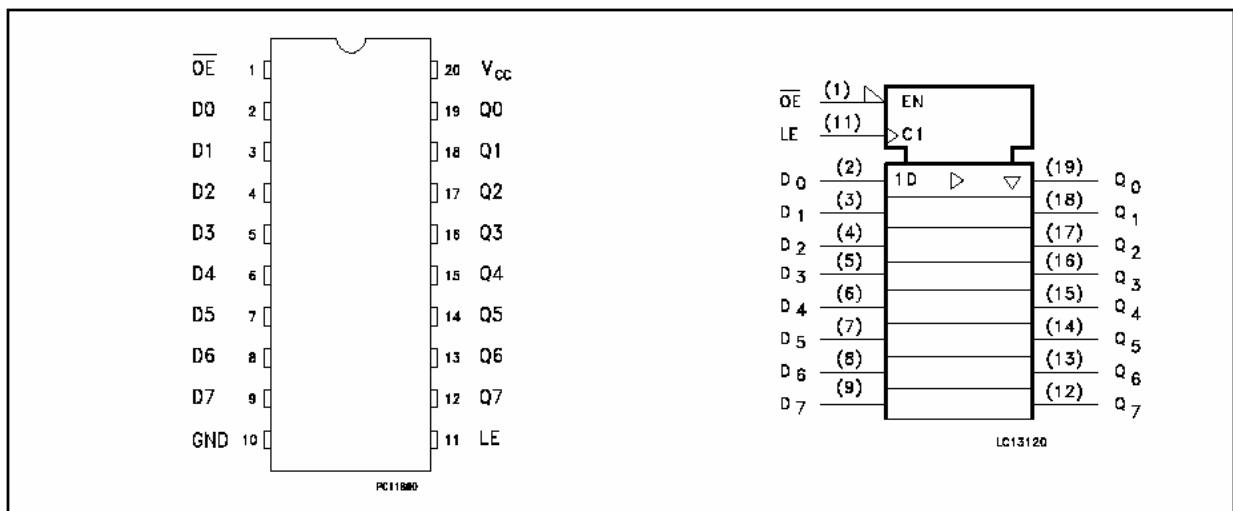 O̅E̅ 1 20 VCC
D0 2 19 Q0
D1 3 18 Q1
D2 4 17 Q2
D3 5 16 Q3
D4 6 15 Q4
D5 7 14 Q5
D6 8 13 Q6
D7 9 12 Q7
GND 10 11 LE
O̅E̅ (1) EN
LE (11) C1
D0 (2) 1D (19) Q0
D1 (3) (18) Q1
D2 (4) (17) Q2
D3 (5) (16) Q3
D4 (6) (15) Q4
D5 (7) (14) Q5
D6 (8) (13) Q6
D7 (9) (12) Q7
LC13120